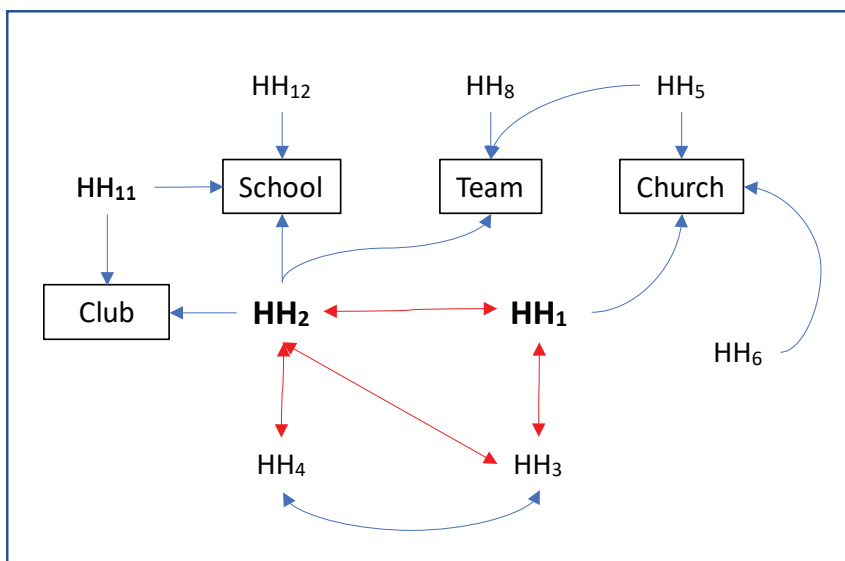 HH₁₂ HH₈ HH₅
HH₁₁ School Team Church
Club HH₂ HH₁
HH₆
HH₄ HH₃